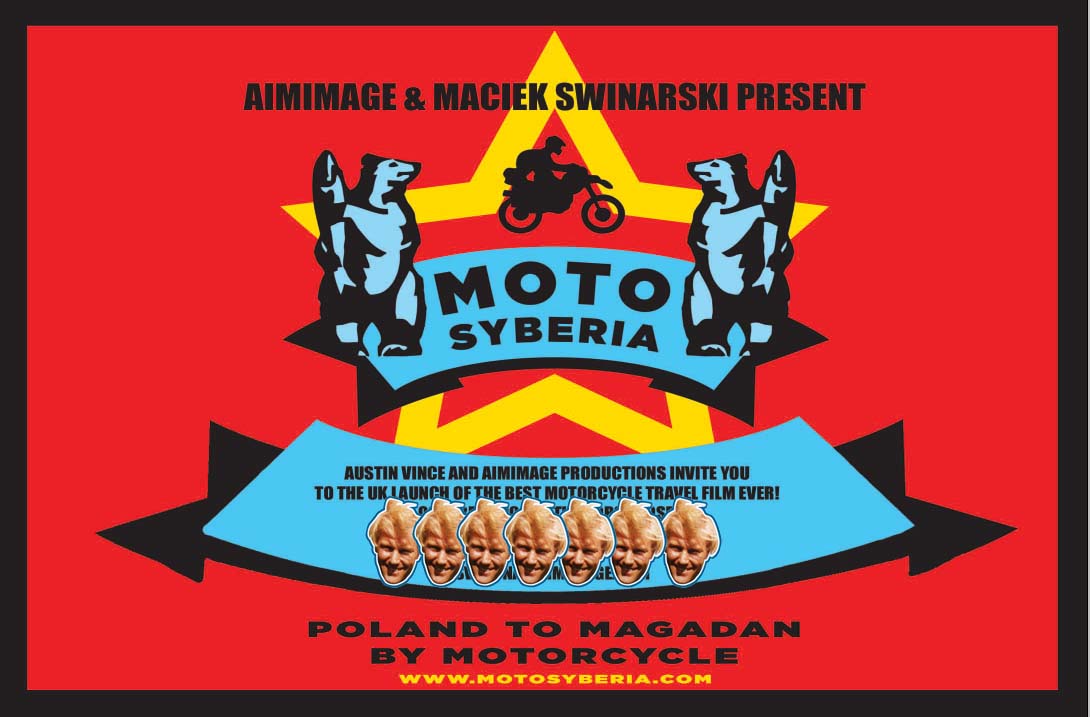 AIMIMAGE & MACIEK SWINARSKI PRESENT
MOTO
SYBERIA
AUSTIN VINCE AND AIMIMAGE PRODUCTIONS INVITE YOU
TO THE UK LAUNCH OF THE BEST MOTORCYCLE TRAVEL FILM EVER!
POLAND TO MAGADAN
BY MOTORCYCLE
WWW.MOTOSYBERIA.COM